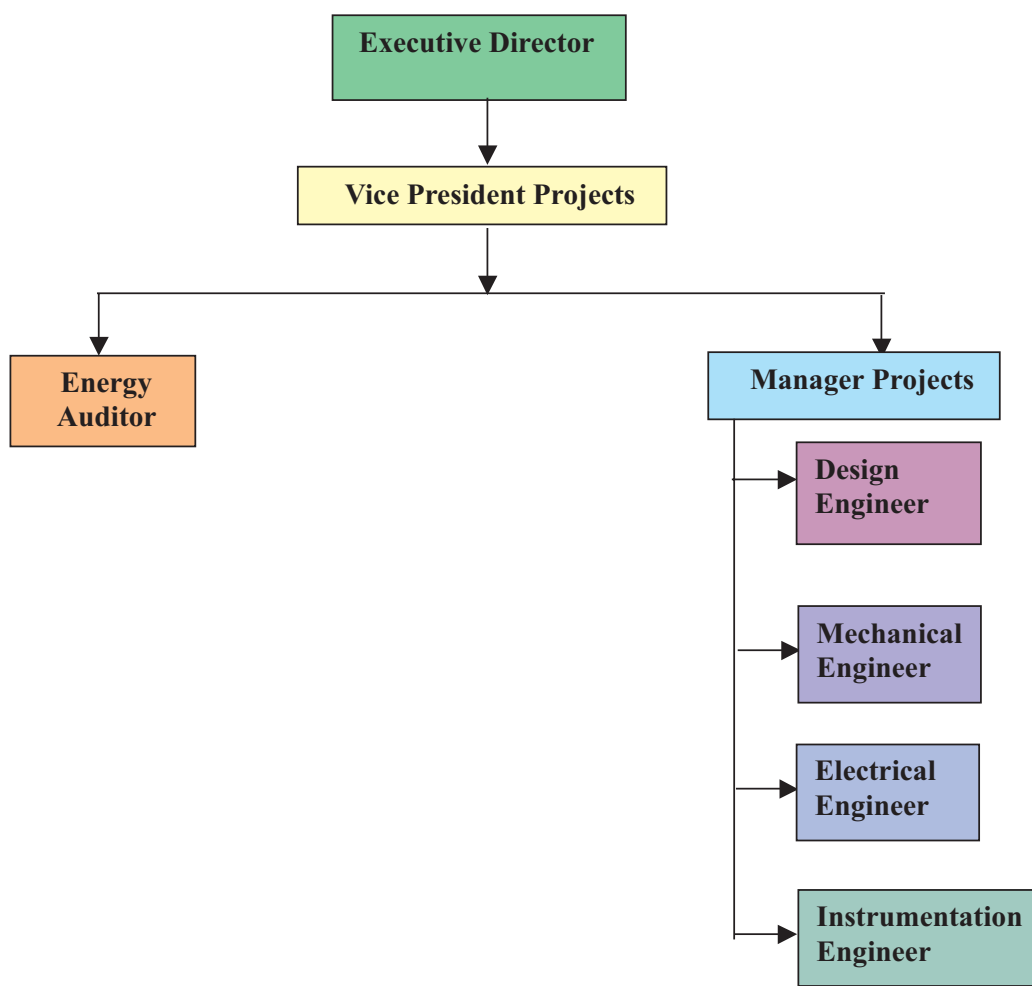 Executive Director
Vice President Projects
Energy
Auditor
Manager Projects
Design
Engineer
Mechanical
Engineer
Electrical
Engineer
Instrumentation
Engineer